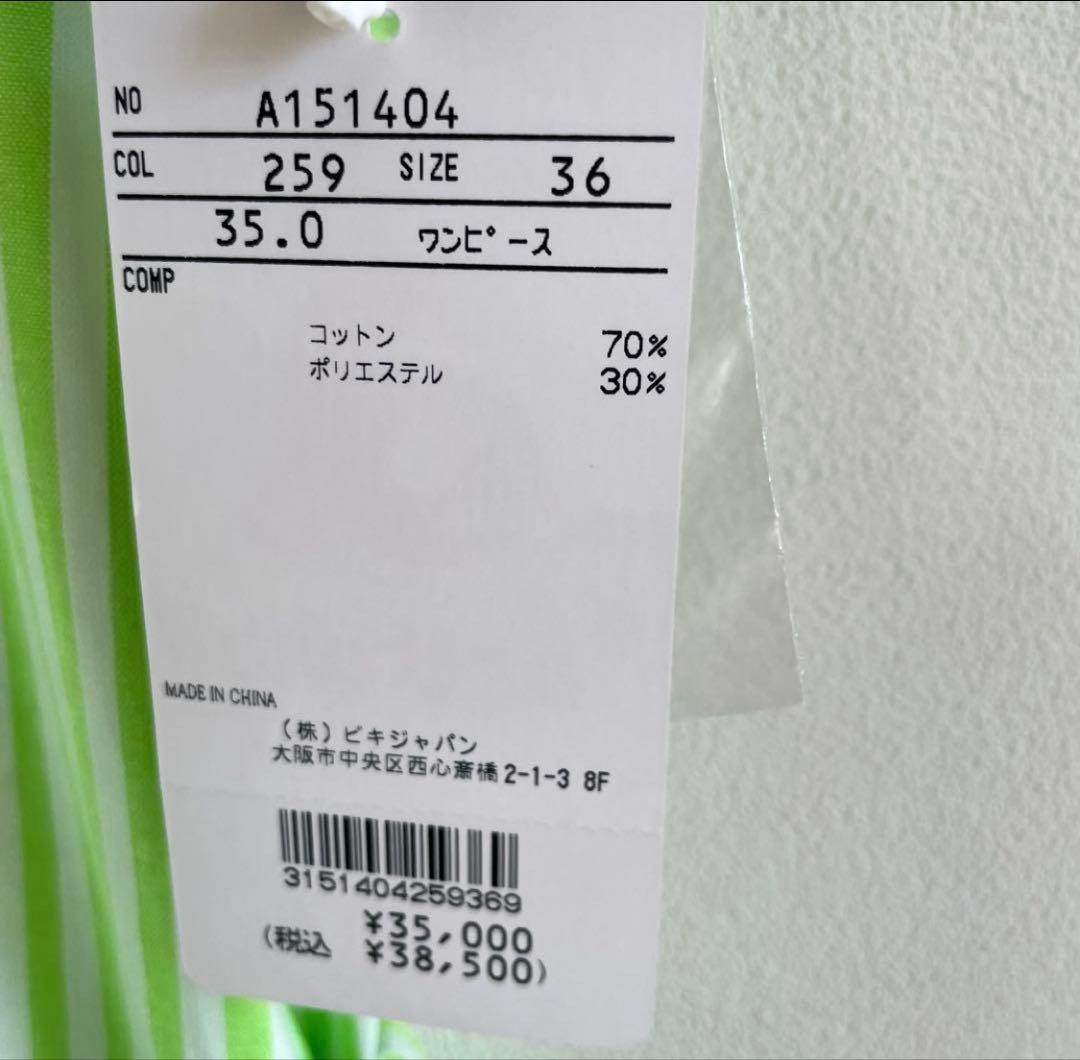 NO A151404
COL 259 SIZE 36
35.0 ワンピース
COMP
コットン 70%
ポリエステル 30%
MADE IN CHINA
(株)ビキジャパン
大阪市中央区西心斎橋2-1-3 8F
3151404259369
¥35,000
(税込 ¥38,500)